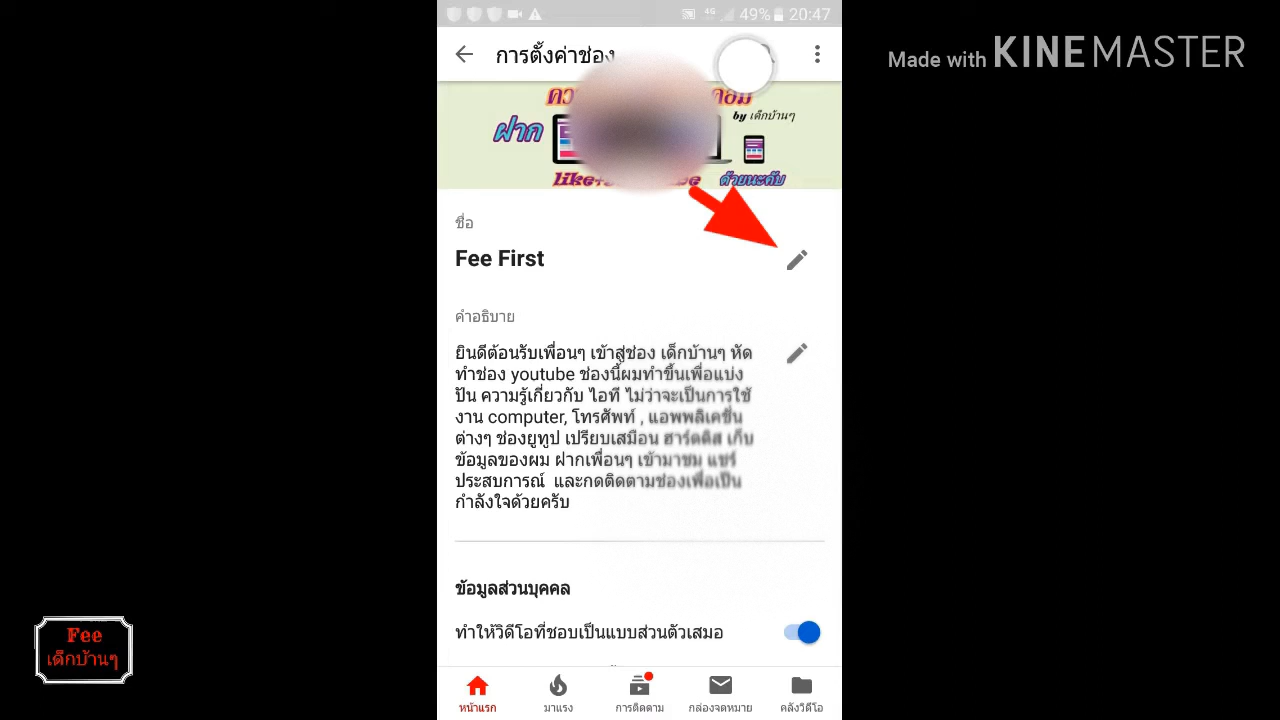 4G 49% 20:47
การตั้งค่าช่อง
Made with KINEMASTER
by เด็กบ้านๆ
ฝาก
ด้วยนะคับ
ชื่อ
Fee First
คำอธิบาย
ยินดีต้อนรับเพื่อนๆ เข้าสู่ช่อง เด็กบ้านๆ หัด
ทำช่อง youtube ช่องนี้ผมทำขึ้นเพื่อแบ่ง
ปัน ความรู้เกี่ยวกับ ไอที ไม่ว่าจะเป็นการใช้
งาน computer, โทรศัพท์ , แอพพลิเคชั่น
ต่างๆ ช่องยูทูป เปรียบเสมือน ฮาร์ดดิส เก็บ
ข้อมูลของผม ฝากเพื่อนๆ เข้ามาชม แชร์
ประสบการณ์ และกดติดตามช่องเพื่อเป็น
กำลังใจด้วยครับ
ข้อมูลส่วนบุคคล
ทำให้วิดีโอที่ชอบเป็นแบบส่วนตัวเสมอ
หน้าแรก มาแรง การติดตาม กล่องจดหมาย คลังวิดีโอ
Fee
เด็กบ้านๆ